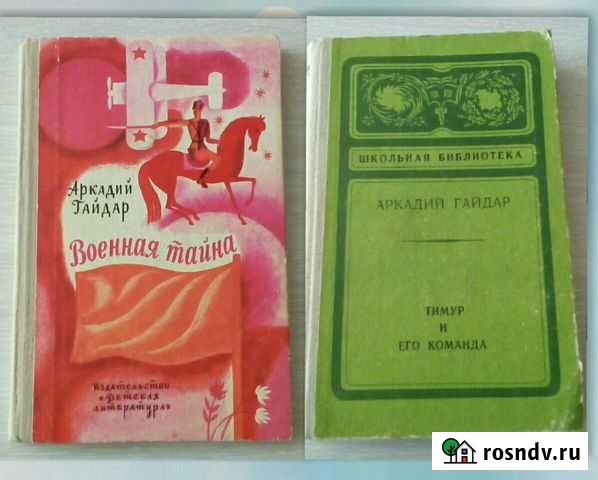 Аркадий
Гайдар
Военная тайна
Издательство
«Детская
литература»
ШКОЛЬНАЯ БИБЛИОТЕКА
АРКАДИЙ ГАЙДАР
ТИМУР
И
ЕГО КОМАНДА
rosndv.ru